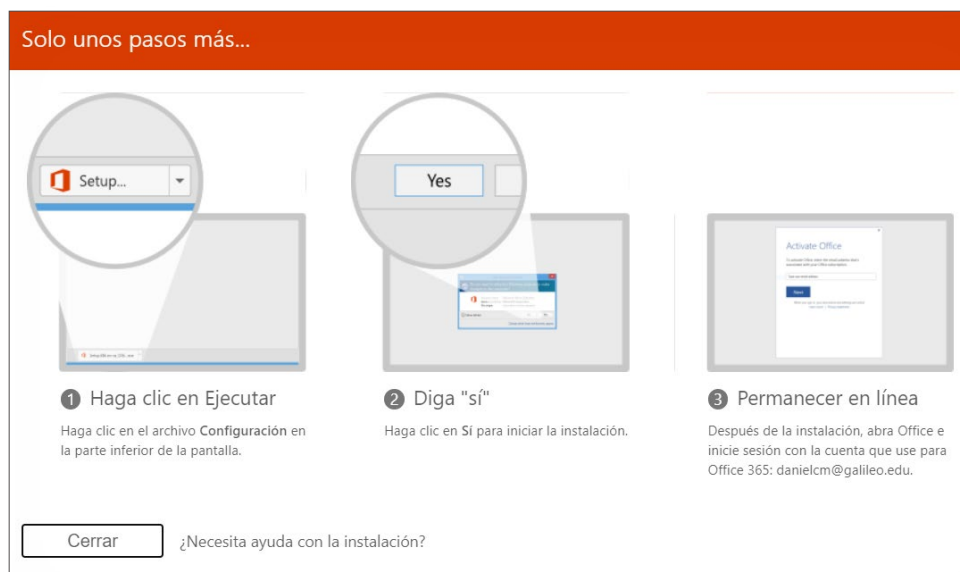 Solo unos pasos más...
Setup...
Yes
Activate Office
❶ Haga clic en Ejecutar
Haga clic en el archivo Configuración en
la parte inferior de la pantalla.
❷ Diga "sí"
Haga clic en Sí para iniciar la instalación.
❸ Permanecer en línea
Después de la instalación, abra Office e
inicie sesión con la cuenta que use para
Office 365: danielcm@galileo.edu.
Cerrar
¿Necesita ayuda con la instalación?